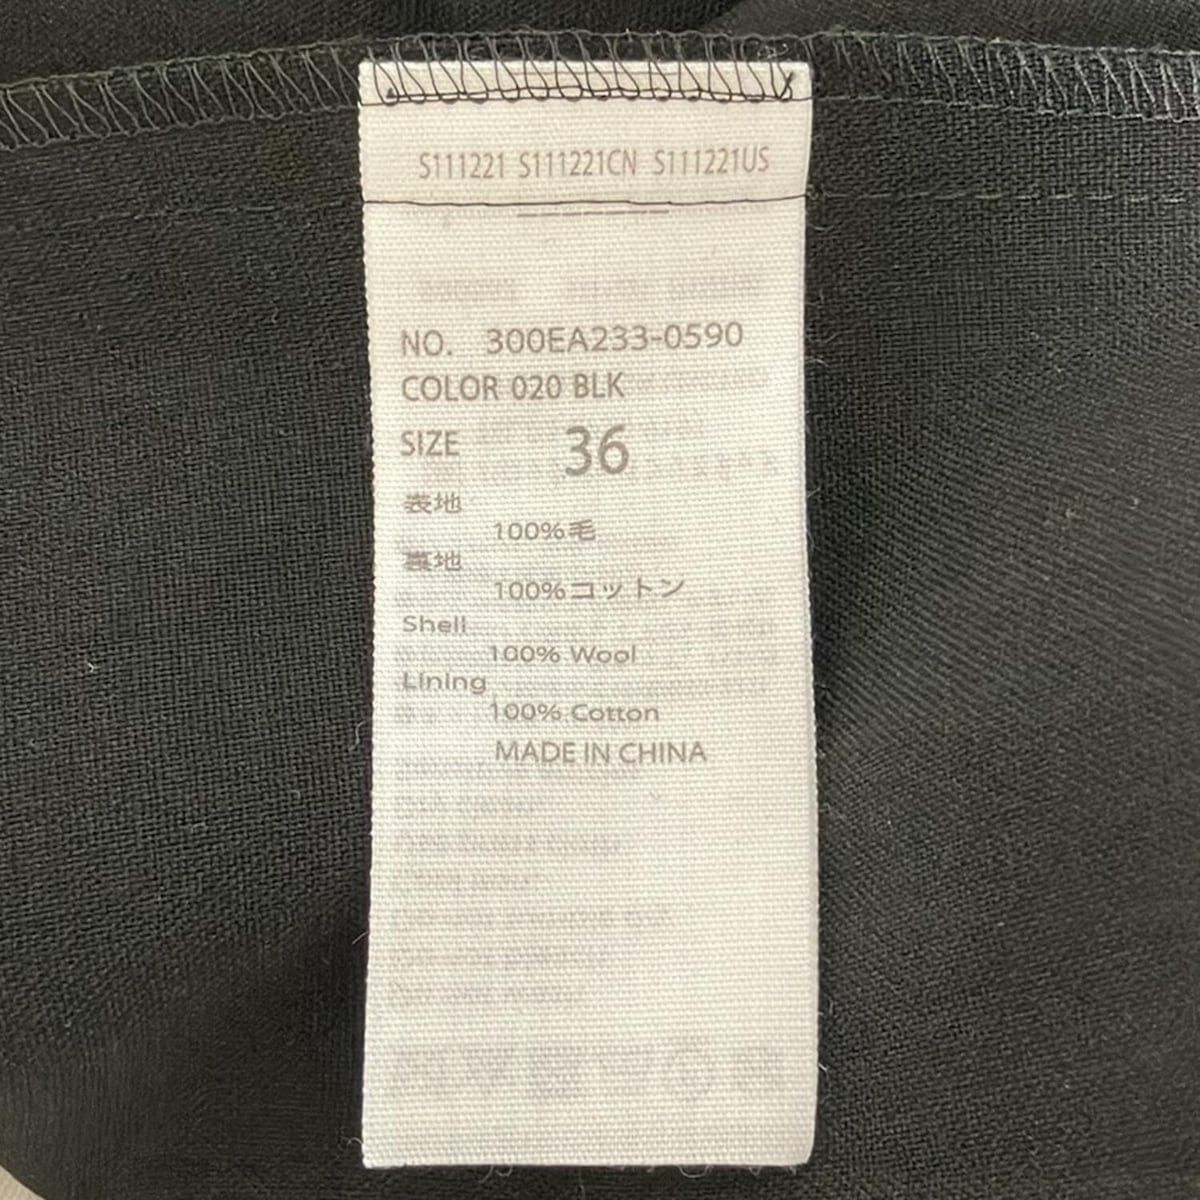 S111221 S111221CN S111221US
NO. 300EA233-0590
COLOR 020 BLK
SIZE 36
表地
100%毛
裏地
100%コットン
Shell
100% Wool
Lining
100% Cotton
MADE IN CHINA